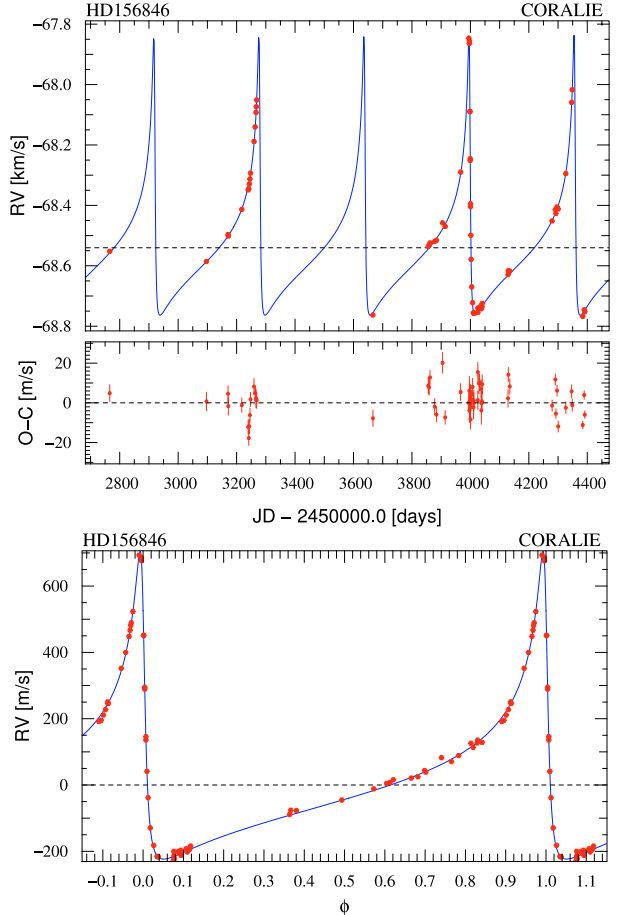 HD156846 CORALIE
−67.8
−68.0
−68.2
−68.4
−68.6
−68.8
RV [km/s]
20
0
−20
O−C [m/s]
2800 3000 3200 3400 3600 3800 4000 4200 4400
JD − 2450000.0 [days]
HD156846 CORALIE
600
400
200
0
−200
RV [m/s]
−0.1 0.0 0.1 0.2 0.3 0.4 0.5 0.6 0.7 0.8 0.9 1.0 1.1
ϕ